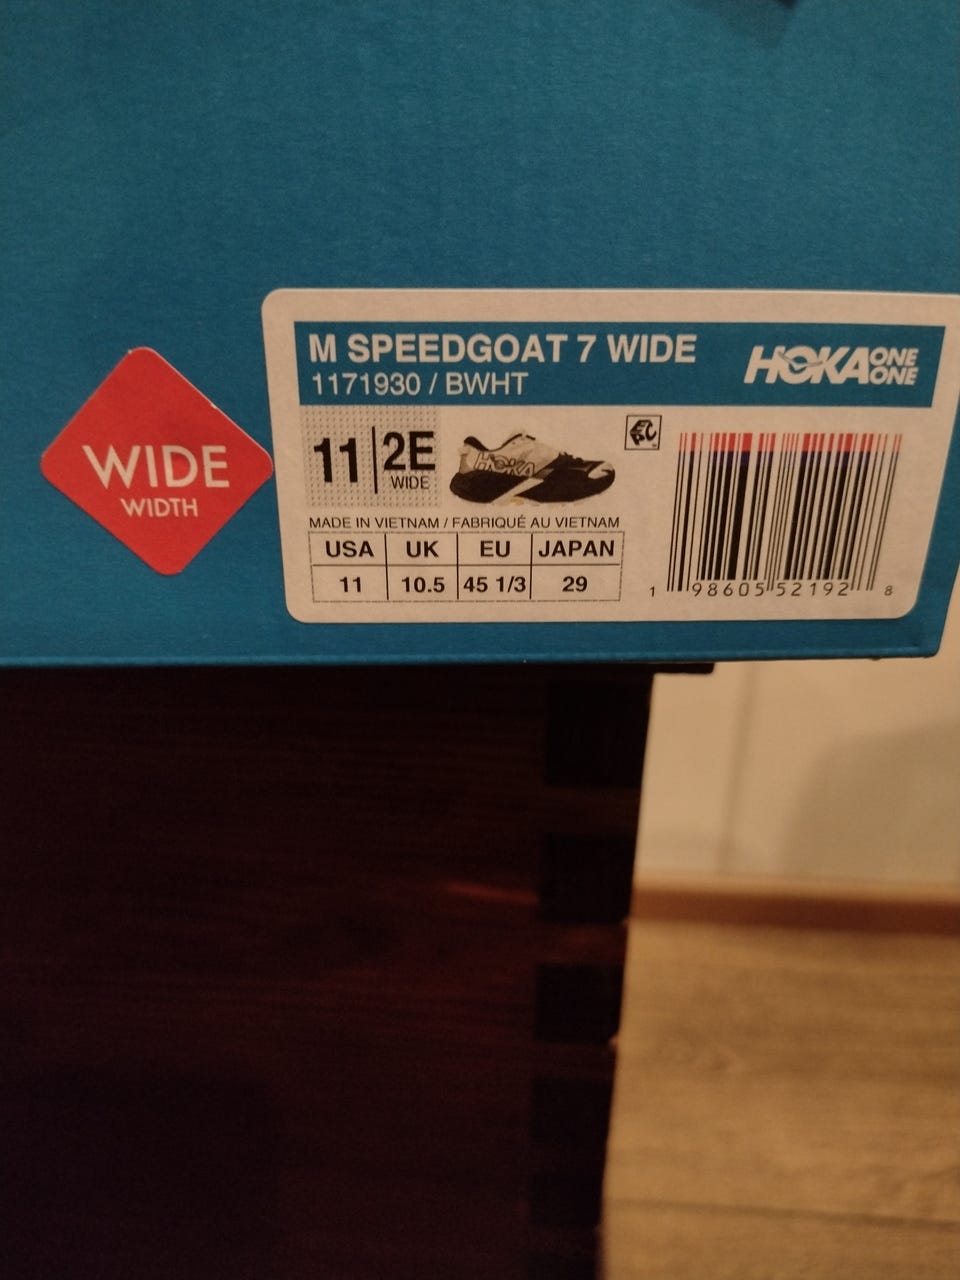 WIDE
WIDTH
M SPEEDGOAT 7 WIDE
1171930 / BWHT
HOKA ONE ONE
11 2E
WIDE
HOKA
MADE IN VIETNAM / FABRIQUÉ AU VIETNAM
USA UK EU JAPAN
11 10.5 45 1/3 29
1 98605 52192 8